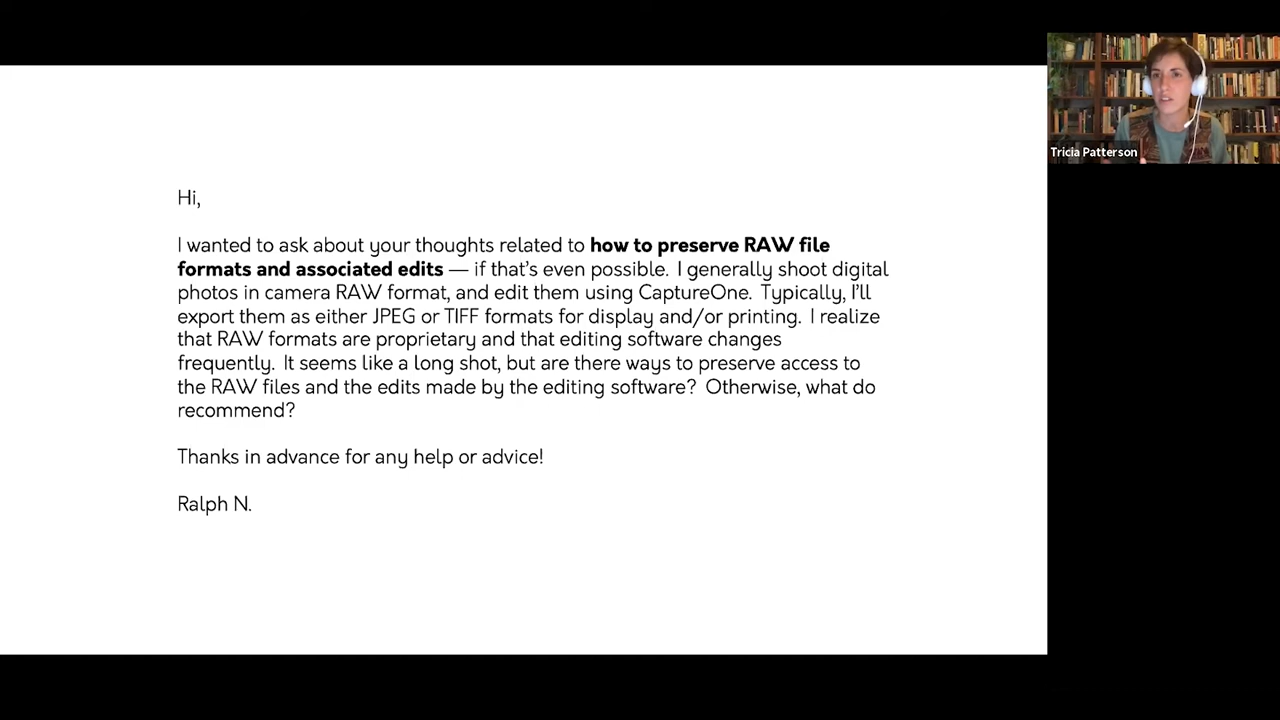 Hi,
I wanted to ask about your thoughts related to how to preserve RAW file
formats and associated edits — if that's even possible. I generally shoot digital
photos in camera RAW format, and edit them using CaptureOne. Typically, I'll
export them as either JPEG or TIFF formats for display and/or printing. I realize
that RAW formats are proprietary and that editing software changes
frequently. It seems like a long shot, but are there ways to preserve access to
the RAW files and the edits made by the editing software? Otherwise, what do
recommend?
Thanks in advance for any help or advice!
Ralph N.
Tricia Patterson